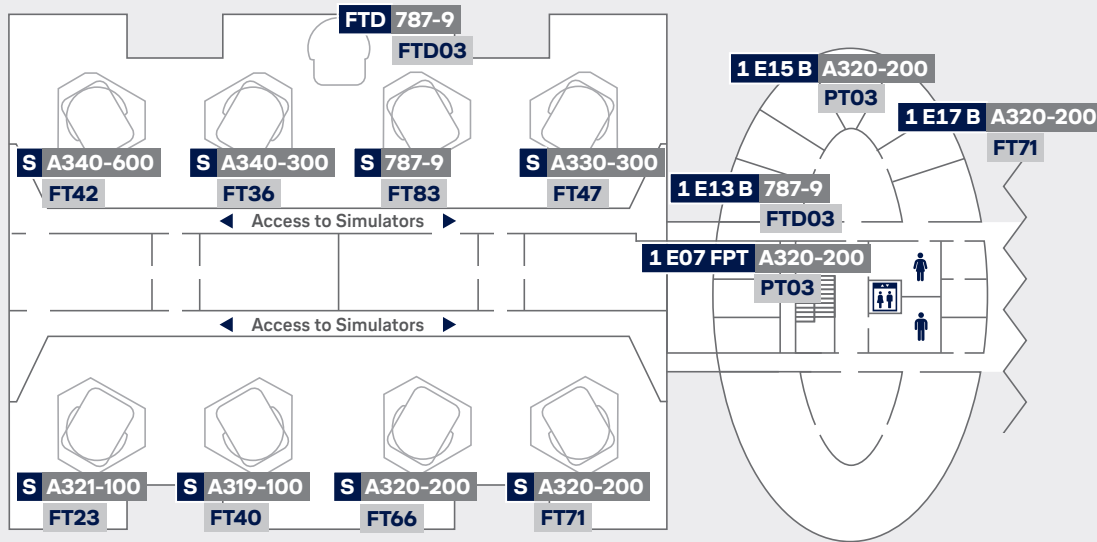 FTD 787-9
FTD03
1 E15 B A320-200
PT03
1 E17 B A320-200
FT71
S A340-600
FT42
S A340-300
FT36
S 787-9
FT83
S A330-300
FT47
1 E13 B 787-9
FTD03
Access to Simulators
1 E07 FPT A320-200
PT03
Access to Simulators
S A321-100
FT23
S A319-100
FT40
S A320-200
FT66
S A320-200
FT71